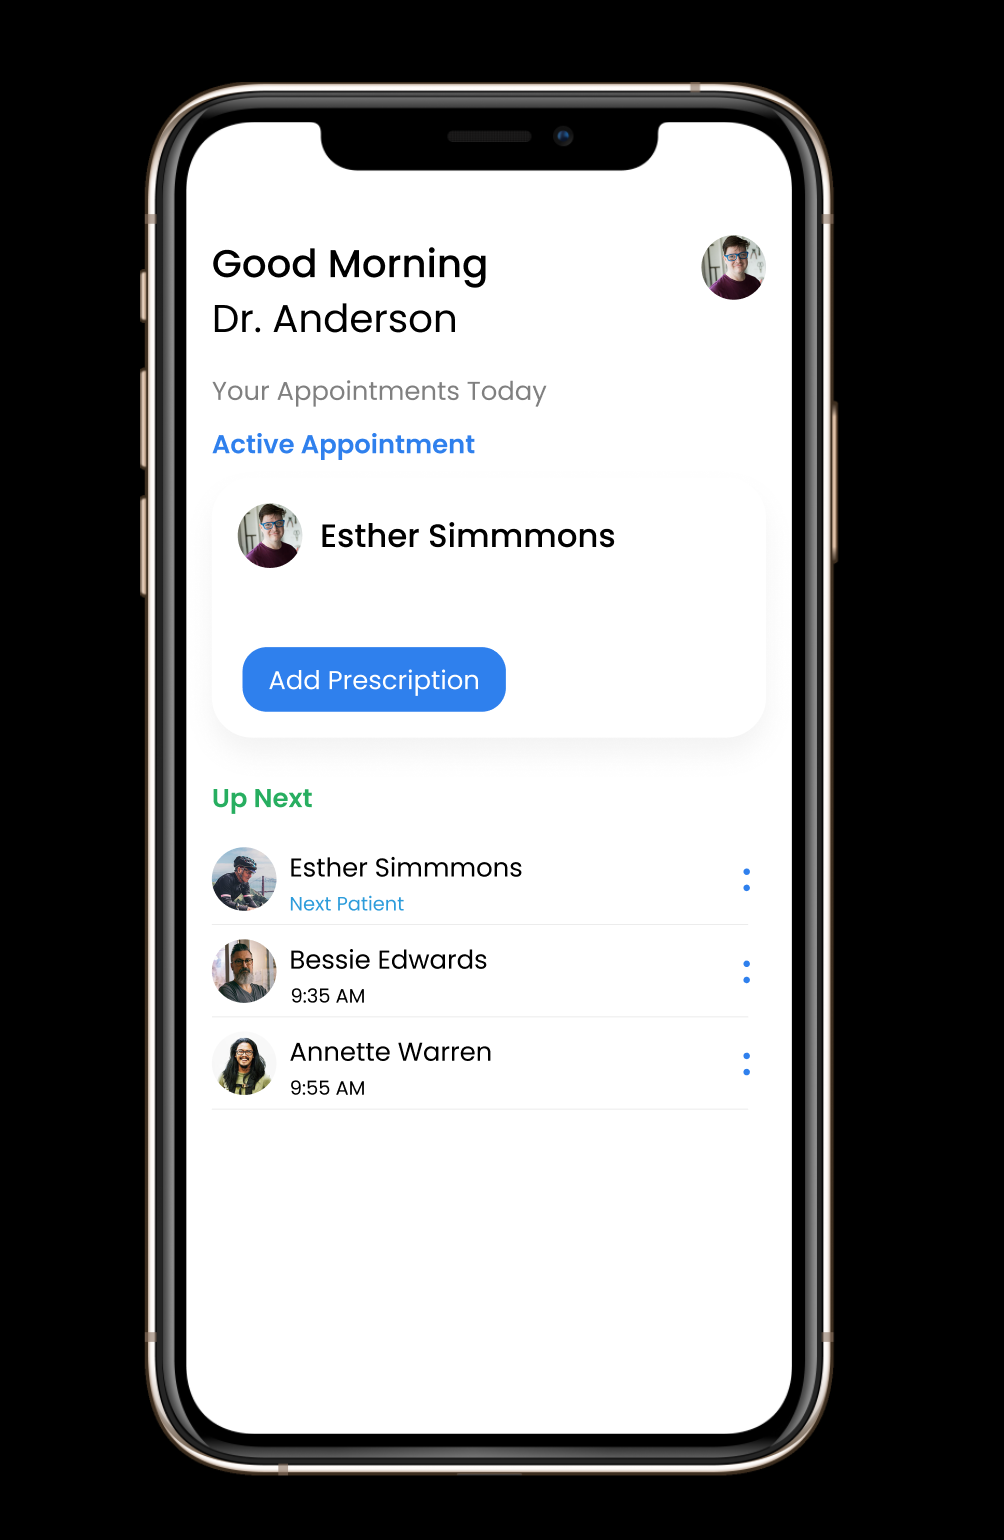 Good Morning
Dr. Anderson
Your Appointments Today
Active Appointment
Esther Simmmons
Add Prescription
Up Next
Esther Simmmons
Next Patient
Bessie Edwards
9:35 AM
Annette Warren
9:55 AM